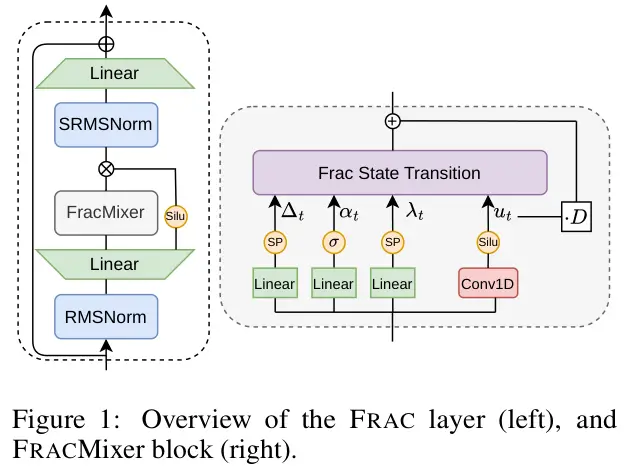 Linear
SRMSNorm
FracMixer
Silu
Linear
RMSNorm
Frac State Transition
Δt αt λt ut ·D
SP σ SP Silu
Linear Linear Linear Conv1D
Figure 1: Overview of the FRAC layer (left), and
FRACMixer block (right).